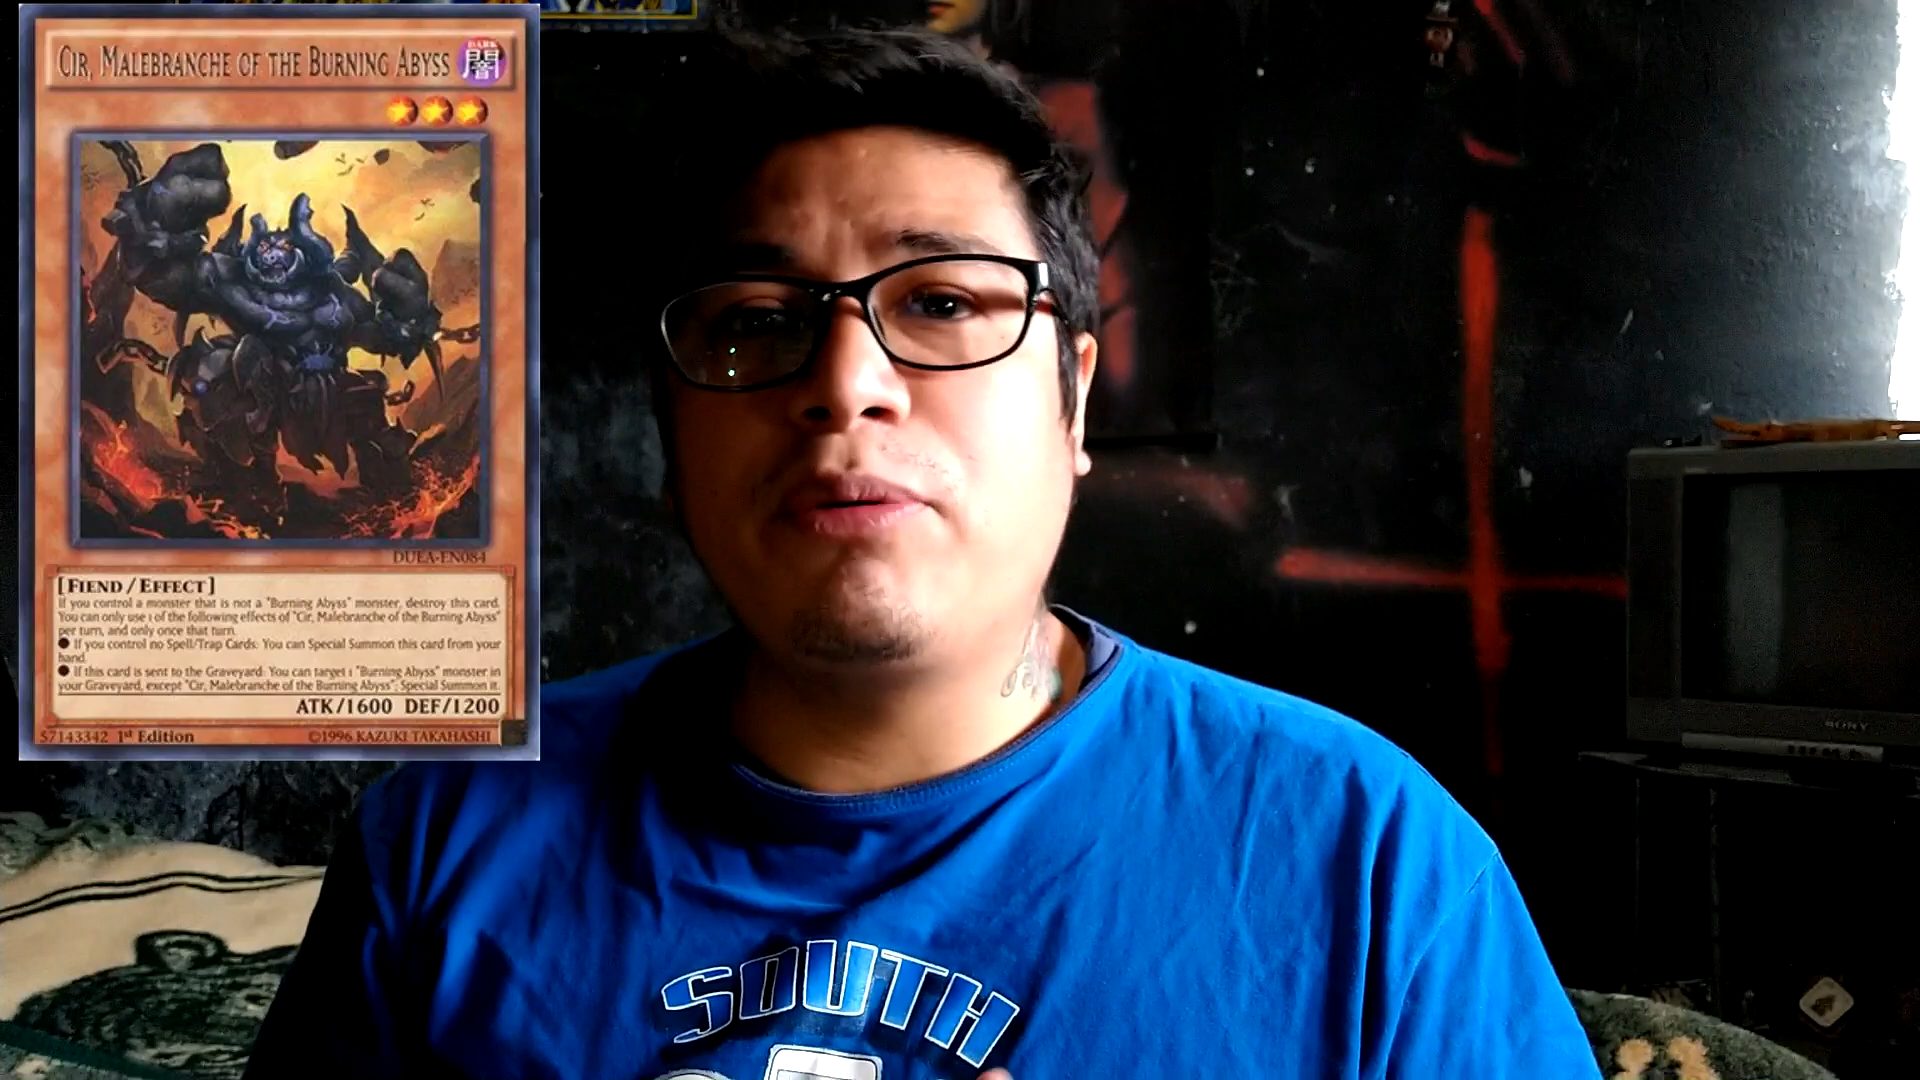 CIR, MALEBRANCHE OF THE BURNING ABYSS
DARK
闇
DUEA-EN084
[FIEND / EFFECT]
If you control a monster that is not a "Burning Abyss" monster, destroy this card.
You can only use 1 of the following effects of "Cir, Malebranche of the Burning Abyss"
per turn, and only once that turn.
● If you control no Spell/Trap Cards: You can Special Summon this card from your
hand.
● If this card is sent to the Graveyard: You can target 1 "Burning Abyss" monster in
your Graveyard, except "Cir, Malebranche of the Burning Abyss"; Special Summon it.
ATK/1600 DEF/1200
57143342 1st Edition ©1996 KAZUKI TAKAHASHI
SONY
SOUTH